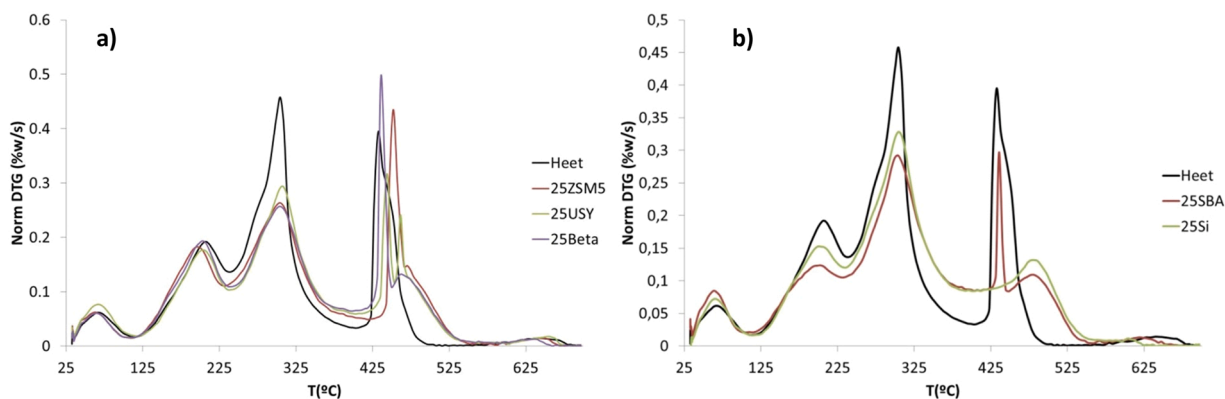 a)
Norm DTG (%w/s)
0.6
0.5
0.4
0.3
0.2
0.1
0
25 125 225 325 425 525 625
T(ºC)
Heet
25ZSM5
25USY
25Beta
b)
Norm DTG (%w/s)
0,5
0,45
0,4
0,35
0,3
0,25
0,2
0,15
0,1
0,05
0
25 125 225 325 425 525 625
T(ºC)
Heet
25SBA
25Si